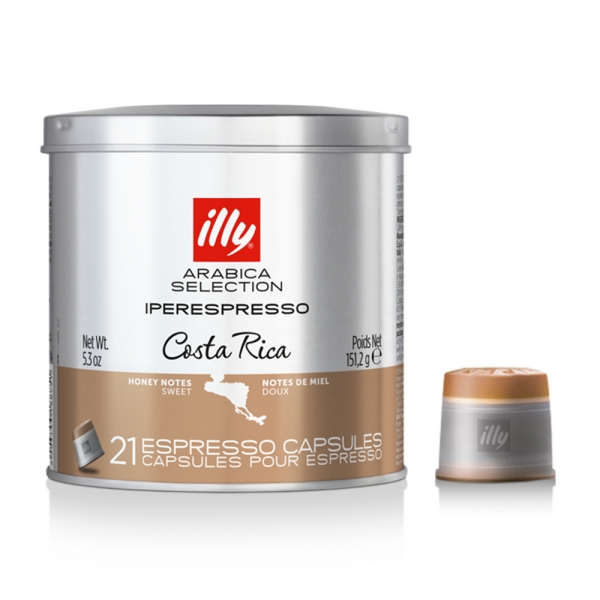 illy
ARABICA
SELECTION
IPERESPRESSO
Costa Rica
Net Wt.
5.3 oz
Poids Net
151,2 g ℮
HONEY NOTES
SWEET
NOTES DE MIEL
DOUX
21 ESPRESSO CAPSULES
CAPSULES POUR ESPRESSO
illy